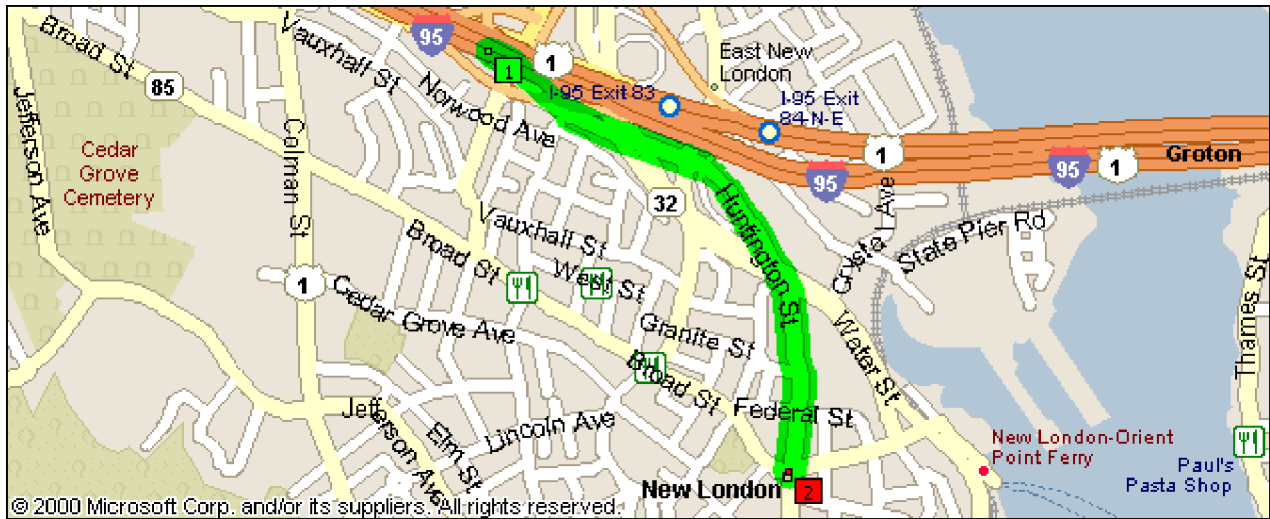 Broad St
85
Vauxhall St
95
1
1
I-95 Exit 83
East New
London
I-95 Exit
84-N-E
Norwood Ave
Jefferson Ave
Colman St
Cedar
Grove
Cemetery
1
95
95
1
Groton
32
Huntington St
State Pier Rd
Vauxhall St
Broad St
West St
1
Cedar Grove Ave
Granite St
Water St
Thames St
Broad St
Federal St
Jefferson Ave
Elm St
Lincoln Ave
New London-Orient
Point Ferry
Paul's
Pasta Shop
New London
2
© 2000 Microsoft Corp. and/or its suppliers. All rights reserved.